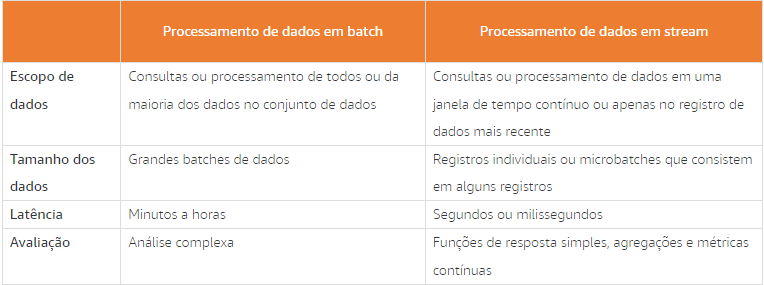 Processamento de dados em batch
Processamento de dados em stream
Escopo de
dados
Consultas ou processamento de todos ou da
maioria dos dados no conjunto de dados
Consultas ou processamento de dados em uma
janela de tempo contínuo ou apenas no registro de
dados mais recente
Tamanho dos
dados
Grandes batches de dados
Registros individuais ou microbatches que consistem
em alguns registros
Latência
Minutos a horas
Segundos ou milissegundos
Avaliação
Análise complexa
Funções de resposta simples, agregações e métricas
contínuas